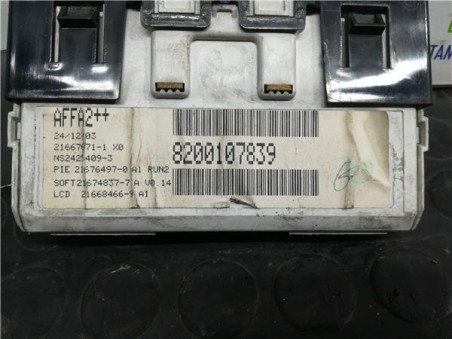 AFFA2++
24/12/03
21667671-1 X0
NS2425409-3
PIE 21676497-0 A1 RUN2
SOFT21674837-7 A V0.14
LCD 21668466-9 A1
8200107839